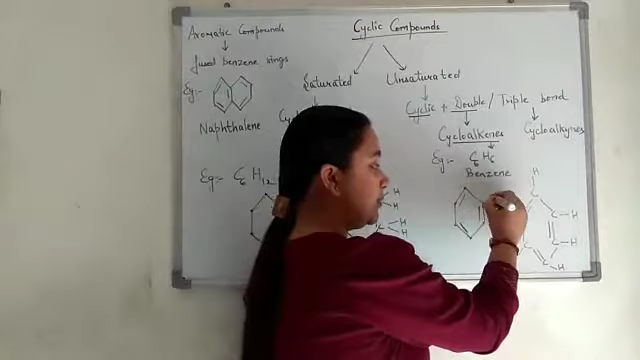 Cyclic Compounds
Aromatic Compounds
fused benzene rings
Eg:-
Naphthalene
Saturated
Unsaturated
Cyclic + Double / Triple bond
Cycloalkenes
Cycloalkynes
Eg:- C6H6
Benzene
Eg:- C6H12
H
H
C
H
H
H
C
C
H
C
H
C
H